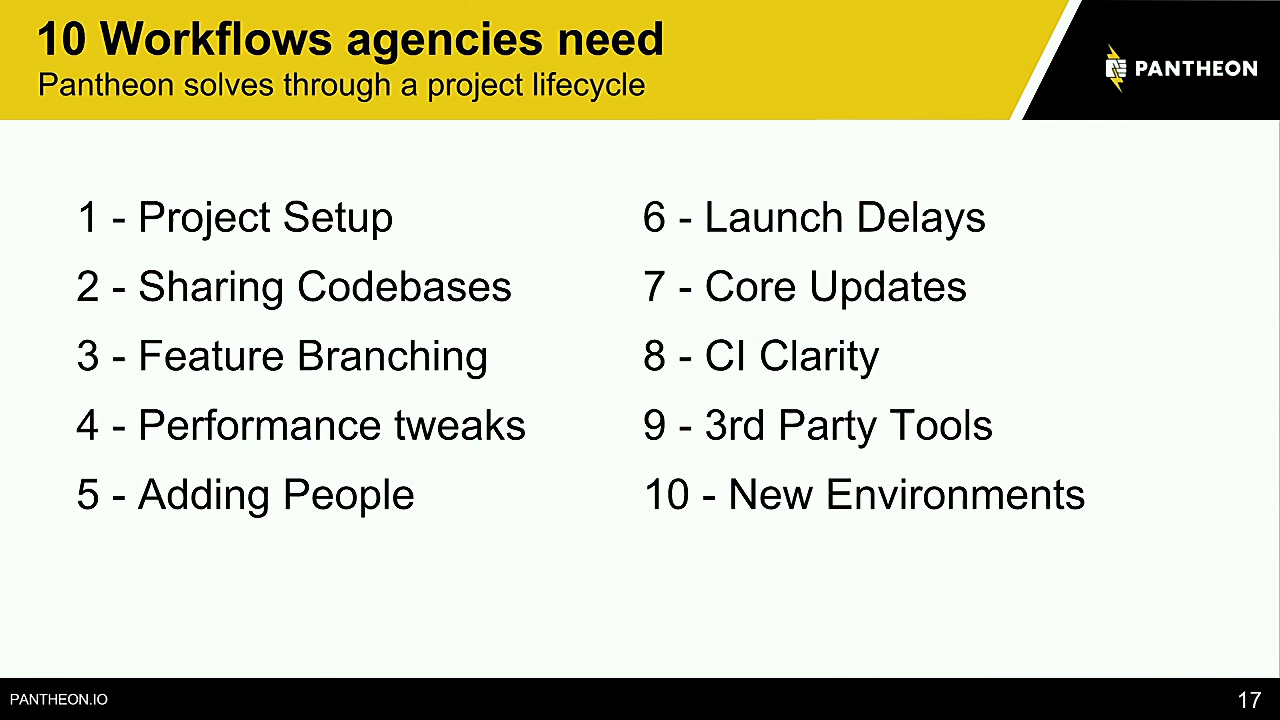 10 Workflows agencies need
Pantheon solves through a project lifecycle
PANTHEON
1 - Project Setup
2 - Sharing Codebases
3 - Feature Branching
4 - Performance tweaks
5 - Adding People
6 - Launch Delays
7 - Core Updates
8 - CI Clarity
9 - 3rd Party Tools
10 - New Environments
PANTHEON.IO
17